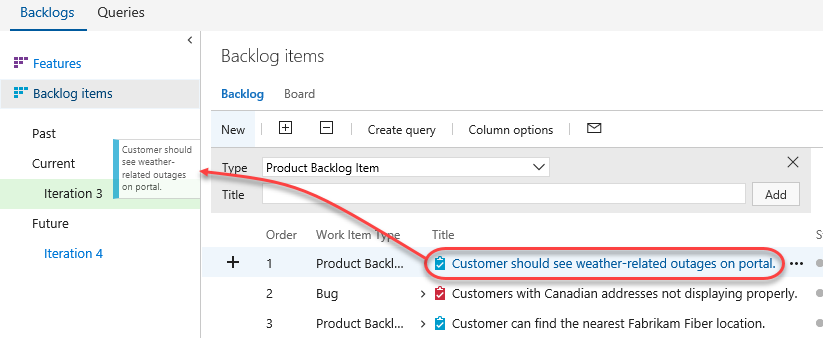 Backlogs Queries
Features
Backlog items
Past
Current
Iteration 3
Future
Iteration 4
Customer should
see weather-
related outages
on portal.
Backlog items
Backlog Board
New Create query Column options
Type Product Backlog Item
Title Add
Order Work Item Type Title
1 Product Backl... Customer should see weather-related outages on portal.
2 Bug Customers with Canadian addresses not displaying properly.
3 Product Backl... Customer can find the nearest Fabrikam Fiber location.